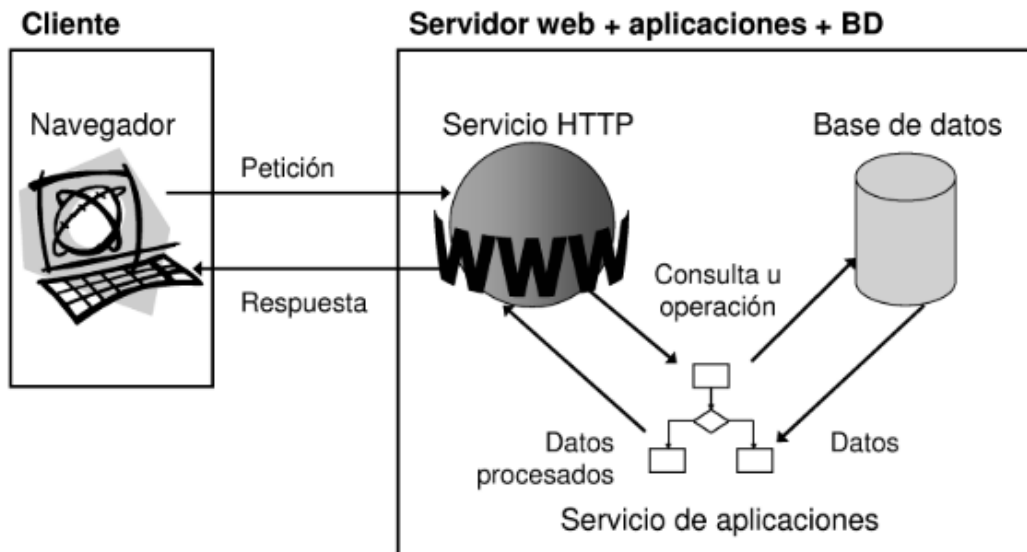 Cliente
Servidor web + aplicaciones + BD
Navegador
Servicio HTTP
Base de datos
Petición
WWW
Respuesta
Consulta u
operación
Datos
procesados
Datos
Servicio de aplicaciones